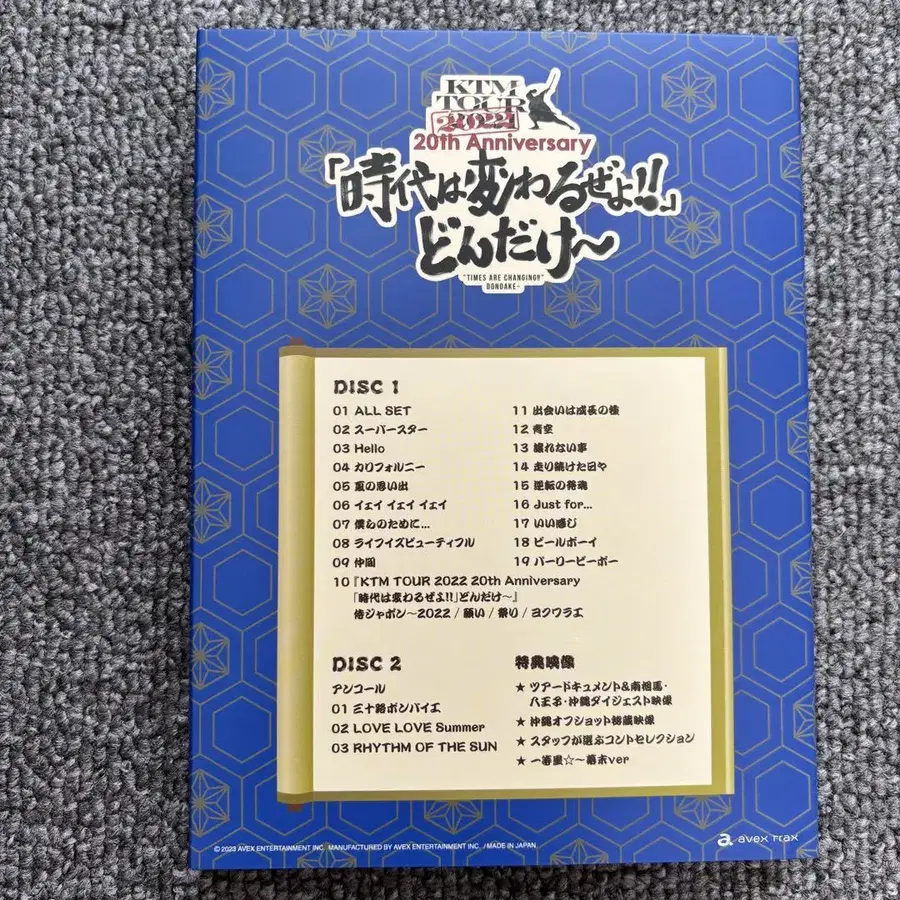 KTM
TOUR
2022
20th Anniversary
「時代は変わるぜよ!!」
どんだけ〜
"TIMES ARE CHANGING!!"
DONDAKE~
DISC 1
01 ALL SET
02 スーパースター
03 Hello
04 カリフォルニー
05 夏の思い出
06 イェイ イェイ イェイ
07 僕らのために…
08 ライフイズビューティフル
09 仲間
10 『KTM TOUR 2022 20th Anniversary
「時代は変わるぜよ!!」どんだけ〜』
侍ジャポン〜2022 / 願い / 祭り / ヨクワラエ
11 出会いは成長の種
12 青空
13 譲れない事
14 走り続けた日々
15 逆転の発魂
16 Just for...
17 いい感じ
18 ビールボーイ
19 パーリーピーポー
DISC 2
アンコール
01 三十路ボンバイエ
02 LOVE LOVE Summer
03 RHYTHM OF THE SUN
特典映像
★ ツアードキュメント&南相馬・
八王子・沖縄ダイジェスト映像
★ 沖縄オフショット秘蔵映像
★ スタッフが選ぶコントセレクション
★ 一番星☆〜幕末ver
© 2023 AVEX ENTERTAINMENT INC. MANUFACTURED BY AVEX ENTERTAINMENT INC. / MADE IN JAPAN
a avex trax